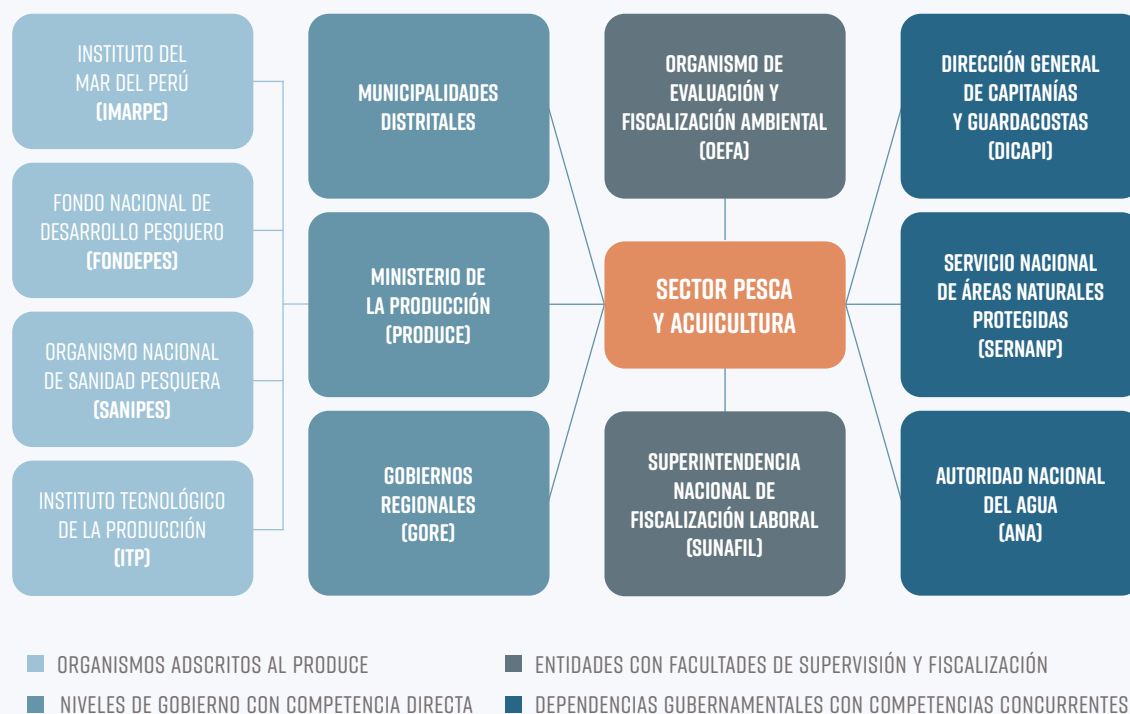 INSTITUTO DEL
MAR DEL PERÚ
(IMARPE)
FONDO NACIONAL DE
DESARROLLO PESQUERO
(FONDEPES)
ORGANISMO NACIONAL
DE SANIDAD PESQUERA
(SANIPES)
INSTITUTO TECNOLÓGICO
DE LA PRODUCCIÓN
(ITP)
MUNICIPALIDADES
DISTRITALES
MINISTERIO DE
LA PRODUCCIÓN
(PRODUCE)
GOBIERNOS
REGIONALES
(GORE)
ORGANISMO DE
EVALUACIÓN Y
FISCALIZACIÓN AMBIENTAL
(OEFA)
SECTOR PESCA
Y ACUICULTURA
SUPERINTENDENCIA
NACIONAL DE
FISCALIZACIÓN LABORAL
(SUNAFIL)
DIRECCIÓN GENERAL
DE CAPITANÍAS
Y GUARDACOSTAS
(DICAPI)
SERVICIO NACIONAL
DE ÁREAS NATURALES
PROTEGIDAS
(SERNANP)
AUTORIDAD NACIONAL
DEL AGUA
(ANA)
ORGANISMOS ADSCRITOS AL PRODUCE
NIVELES DE GOBIERNO CON COMPETENCIA DIRECTA
ENTIDADES CON FACULTADES DE SUPERVISIÓN Y FISCALIZACIÓN
DEPENDENCIAS GUBERNAMENTALES CON COMPETENCIAS CONCURRENTES